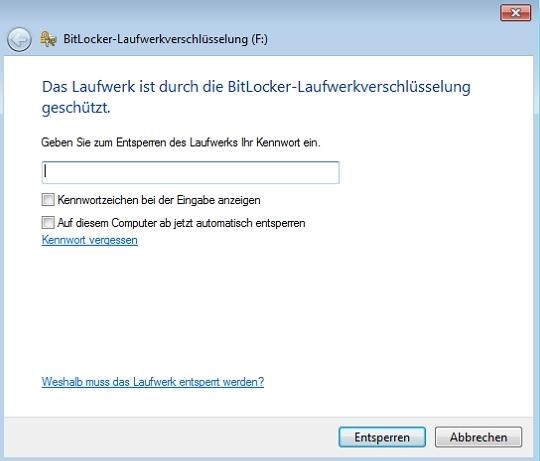 BitLocker-Laufwerkverschlüsselung (F:)
Das Laufwerk ist durch die BitLocker-Laufwerkverschlüsselung
geschützt.
Geben Sie zum Entsperren des Laufwerks Ihr Kennwort ein.
Kennwortzeichen bei der Eingabe anzeigen
Auf diesem Computer ab jetzt automatisch entsperren
Kennwort vergessen
Weshalb muss das Laufwerk entsperrt werden?
Entsperren
Abbrechen